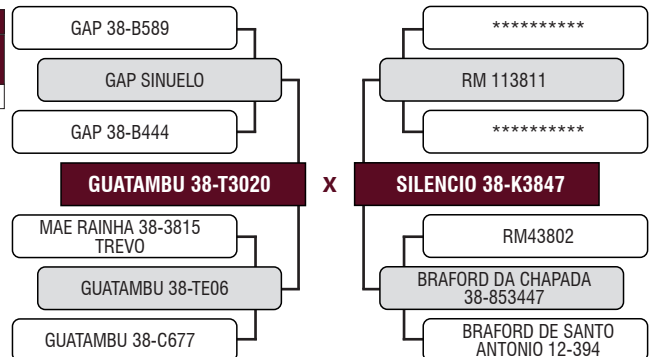 GAP 38-B589
GAP SINUELO
GAP 38-B444
GUATAMBU 38-T3020
MAE RAINHA 38-3815
TREVO
GUATAMBU 38-TE06
GUATAMBU 38-C677
X
**********
RM 113811
**********
SILENCIO 38-K3847
RM43802
BRAFORD DA CHAPADA
38-853447
BRAFORD DE SANTO
ANTONIO 12-394